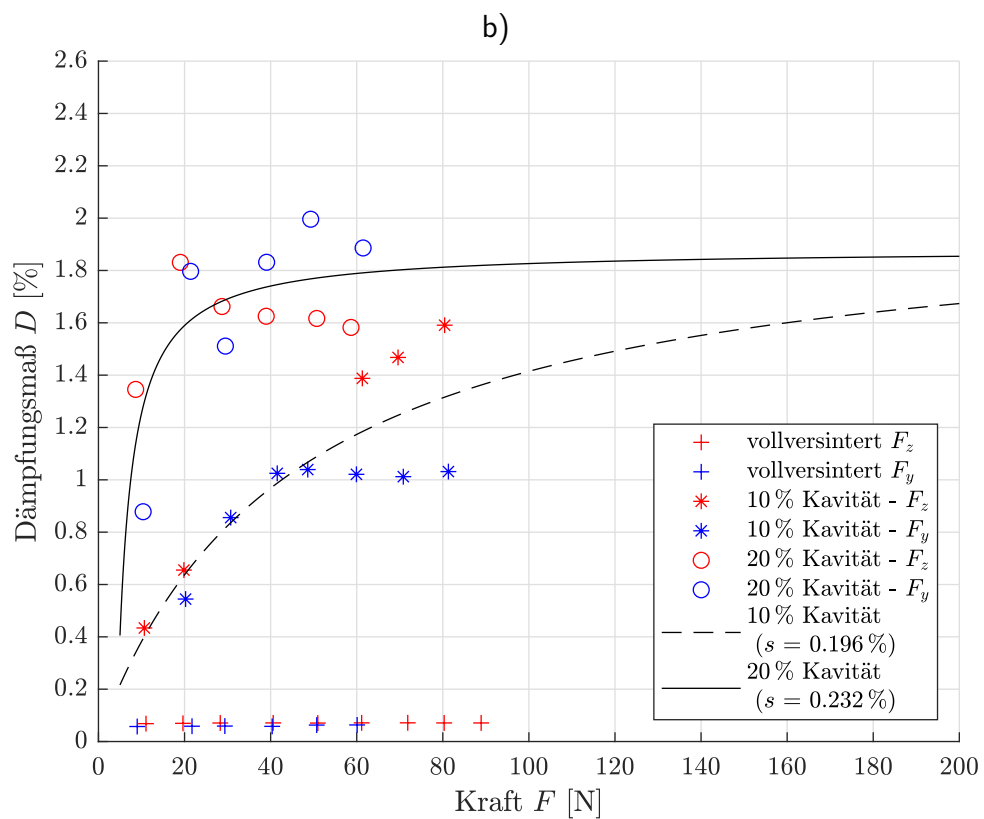 b)
Dämpfungsmaß D [%]
2.6
2.4
2.2
2
1.8
1.6
1.4
1.2
1
0.8
0.6
0.4
0.2
0
0 20 40 60 80 100 120 140 160 180 200
Kraft F [N]
vollversintert F_z
vollversintert F_y
10 % Kavität - F_z
10 % Kavität - F_y
20 % Kavität - F_z
20 % Kavität - F_y
10 % Kavität
(s = 0.196 %)
20 % Kavität
(s = 0.232 %)